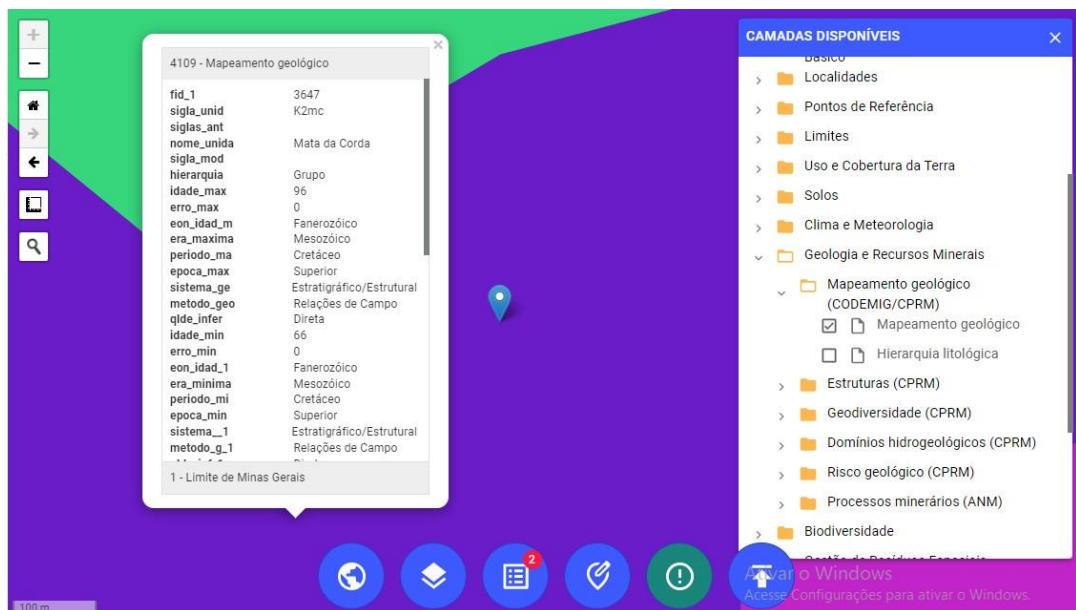 4109 - Mapeamento geológico
fid_1 3647
sigla_unid K2mc
siglas_ant
nome_unida Mata da Corda
sigla_mod
hierarquia Grupo
idade_max 96
erro_max 0
eon_idad_m Fanerozóico
era_maxima Mesozóico
periodo_ma Cretáceo
epoca_max Superior
sistema_ge Estratigráfico/Estrutural
metodo_geo Relações de Campo
qlde_infer Direta
idade_min 66
erro_min 0
eon_idad_1 Fanerozóico
era_minima Mesozóico
periodo_mi Cretáceo
epoca_min Superior
sistema__1 Estratigráfico/Estrutural
metodo_g_1 Relações de Campo
1 - Limite de Minas Gerais
CAMADAS DISPONÍVEIS
Básico
Localidades
Pontos de Referência
Limites
Uso e Cobertura da Terra
Solos
Clima e Meteorologia
Geologia e Recursos Minerais
Mapeamento geológico
(CODEMIG/CPRM)
Mapeamento geológico
Hierarquia litológica
Estruturas (CPRM)
Geodiversidade (CPRM)
Domínios hidrogeológicos (CPRM)
Risco geológico (CPRM)
Processos minerários (ANM)
Biodiversidade
2
Ativar o Windows
Acesse Configurações para ativar o Windows.
100 m